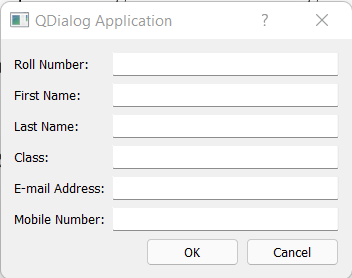 QDialog Application ?
Roll Number:
First Name:
Last Name:
Class:
E-mail Address:
Mobile Number:
OK Cancel